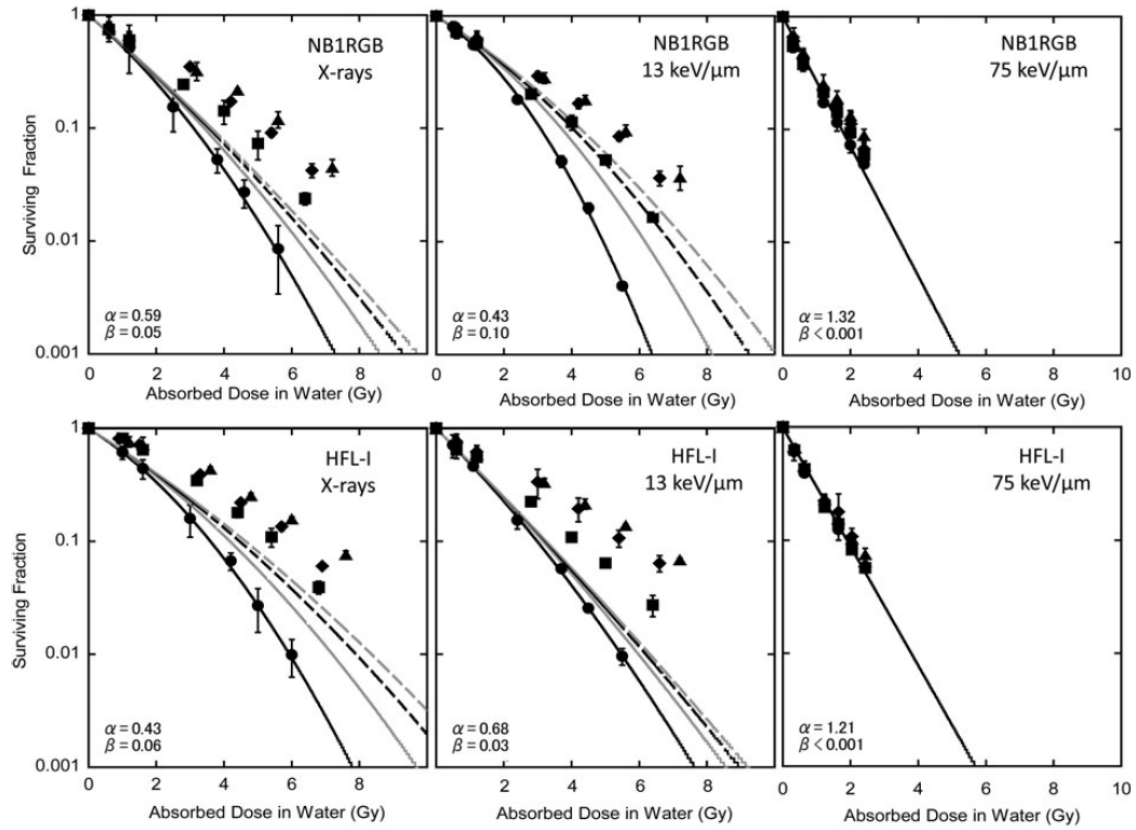 1
0.1
0.01
0.001
Surviving Fraction
NB1RGB
X-rays
α = 0.59
β = 0.05
0 2 4 6 8
Absorbed Dose in Water (Gy)
NB1RGB
13 keV/μm
α = 0.43
β = 0.10
0 2 4 6 8
Absorbed Dose in Water (Gy)
NB1RGB
75 keV/μm
α = 1.32
β < 0.001
0 2 4 6 8 10
Absorbed Dose in Water (Gy)
1
0.1
0.01
0.001
Surviving Fraction
HFL-I
X-rays
α = 0.43
β = 0.06
0 2 4 6 8
Absorbed Dose in Water (Gy)
HFL-I
13 keV/μm
α = 0.68
β = 0.03
0 2 4 6 8
Absorbed Dose in Water (Gy)
HFL-I
75 keV/μm
α = 1.21
β < 0.001
0 2 4 6 8 10
Absorbed Dose in Water (Gy)